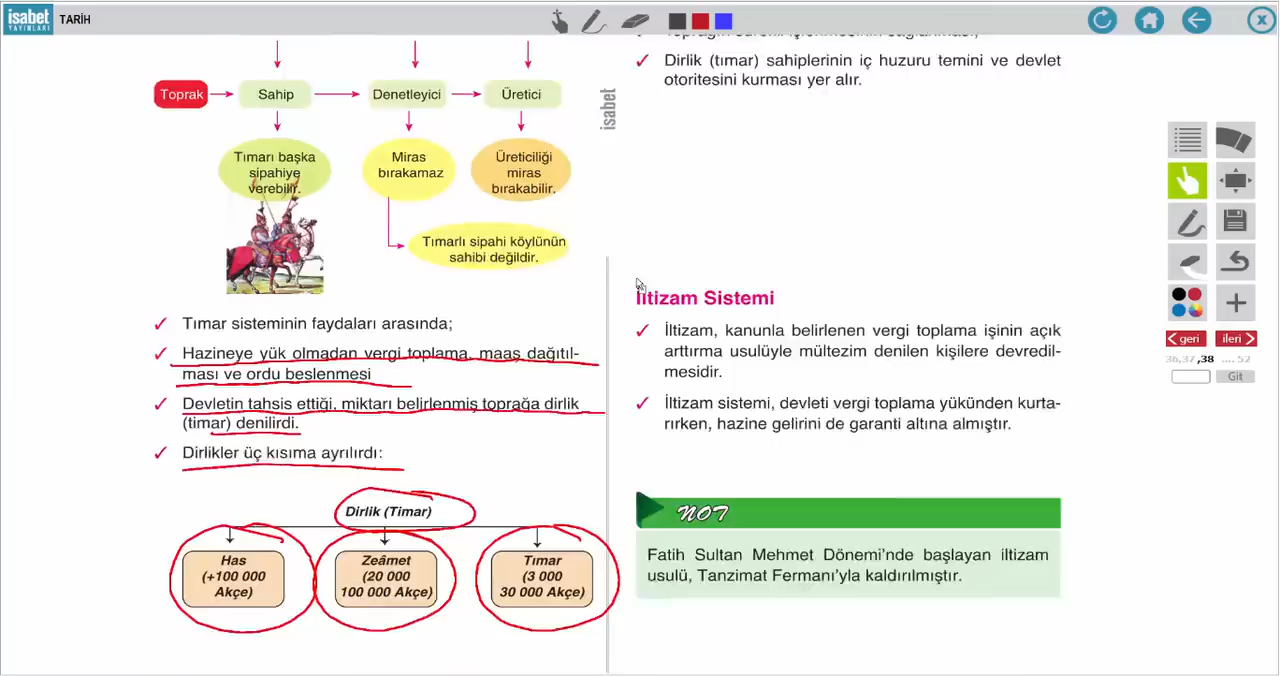 isabet
YAYINLARI
TARİH
Toprak
Sahip
Denetleyici
Üretici
Tımarı başka
sipahiye
verebilir.
Miras
bırakamaz
Üreticiliği
miras
bırakabilir.
Tımarlı sipahi köylünün
sahibi değildir.
✓ Tımar sisteminin faydaları arasında;
✓ Hazineye yük olmadan vergi toplama, maaş dağıtıl-
ması ve ordu beslenmesi
✓ Devletin tahsis ettiği, miktarı belirlenmiş toprağa dirlik
(timar) denilirdi.
✓ Dirlikler üç kısıma ayrılırdı:
Dirlik (Timar)
Has
(+100 000
Akçe)
Zeâmet
(20 000
100 000 Akçe)
Tımar
(3 000
30 000 Akçe)
isabet
✓ Dirlik (tımar) sahiplerinin iç huzuru temini ve devlet
otoritesini kurması yer alır.
İltizam Sistemi
✓ İltizam, kanunla belirlenen vergi toplama işinin açık
arttırma usulüyle mültezim denilen kişilere devredil-
mesidir.
✓ İltizam sistemi, devleti vergi toplama yükünden kurta-
rırken, hazine gelirini de garanti altına almıştır.
NOT
Fatih Sultan Mehmet Dönemi'nde başlayan iltizam
usulü, Tanzimat Fermanı'yla kaldırılmıştır.
geri
ileri
36,37,38 .... 52
Git